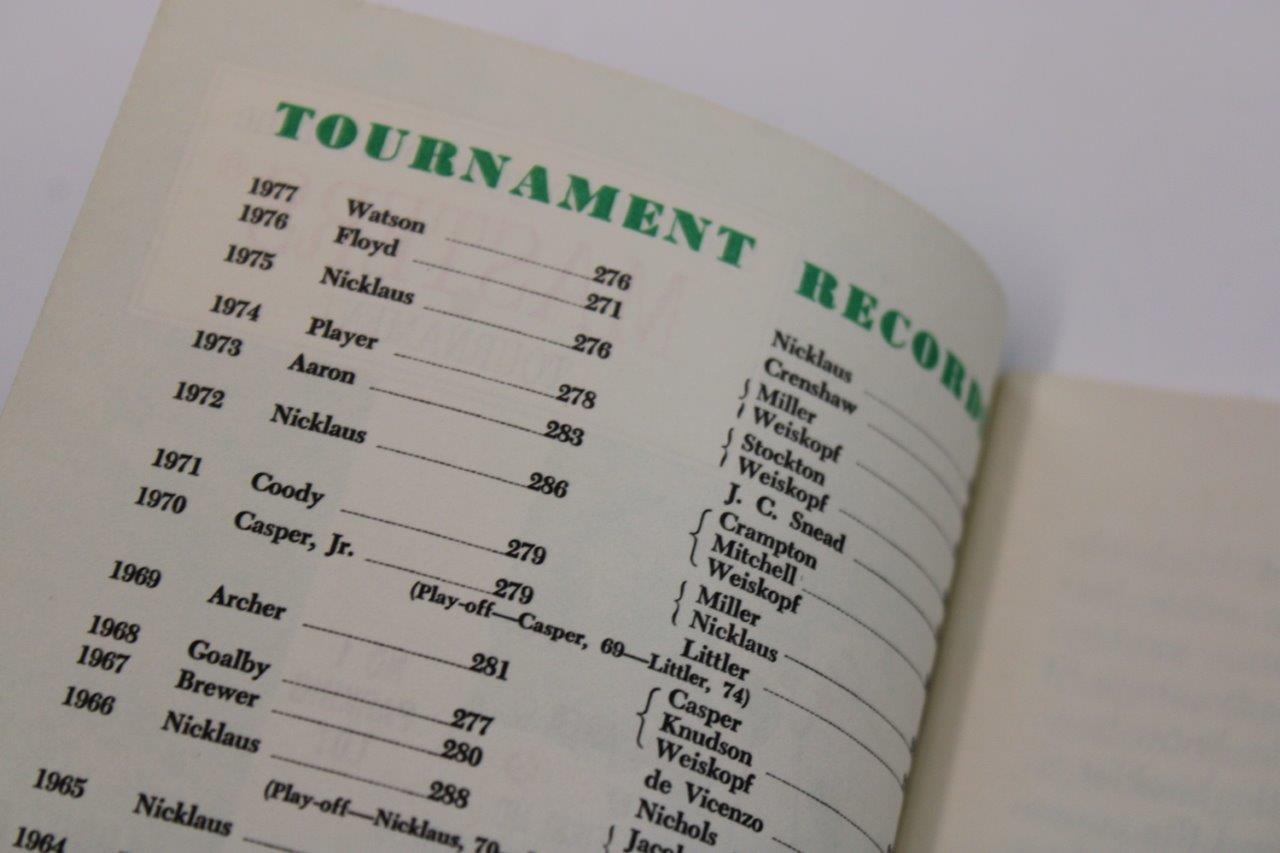 TOURNAMENT RECORD
1977 Watson 276 Nicklaus
1976 Floyd 271 Crenshaw
1975 Nicklaus 276 { Miller
Weiskopf
1974 Player 278 { Stockton
Weiskopf
1973 Aaron 283 J. C. Snead
1972 Nicklaus 286 { Crampton
Mitchell
Weiskopf
1971 Coody 279 { Miller
Nicklaus
1970 Casper, Jr. 279 Littler
(Play-off—Casper, 69—Littler, 74)
1969 Archer 281 { Casper
Knudson
Weiskopf
1968 Goalby 277 de Vicenzo
1967 Brewer 280 Nichols
1966 Nicklaus 288 {
(Play-off—Nicklaus, 70
1965 Nicklaus
1964